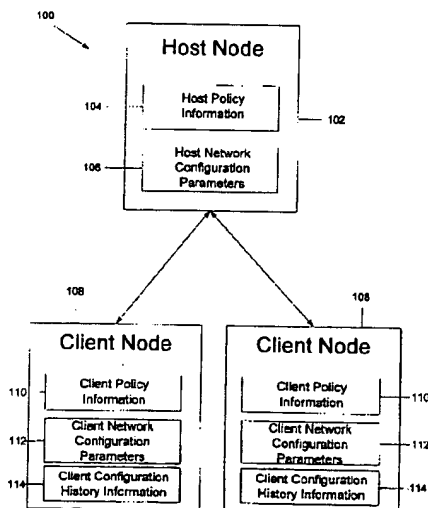 100
Host Node
104
Host Policy
Information
102
106
Host Network
Configuration
Parameters
108
108
Client Node
Client Node
110
Client Policy
Information
Client Policy
Information
110
112
Client Network
Configuration
Parameters
Client Network
Configuration
Parameters
112
114
Client Configuration
History Information
Client Configuration
History Information
114